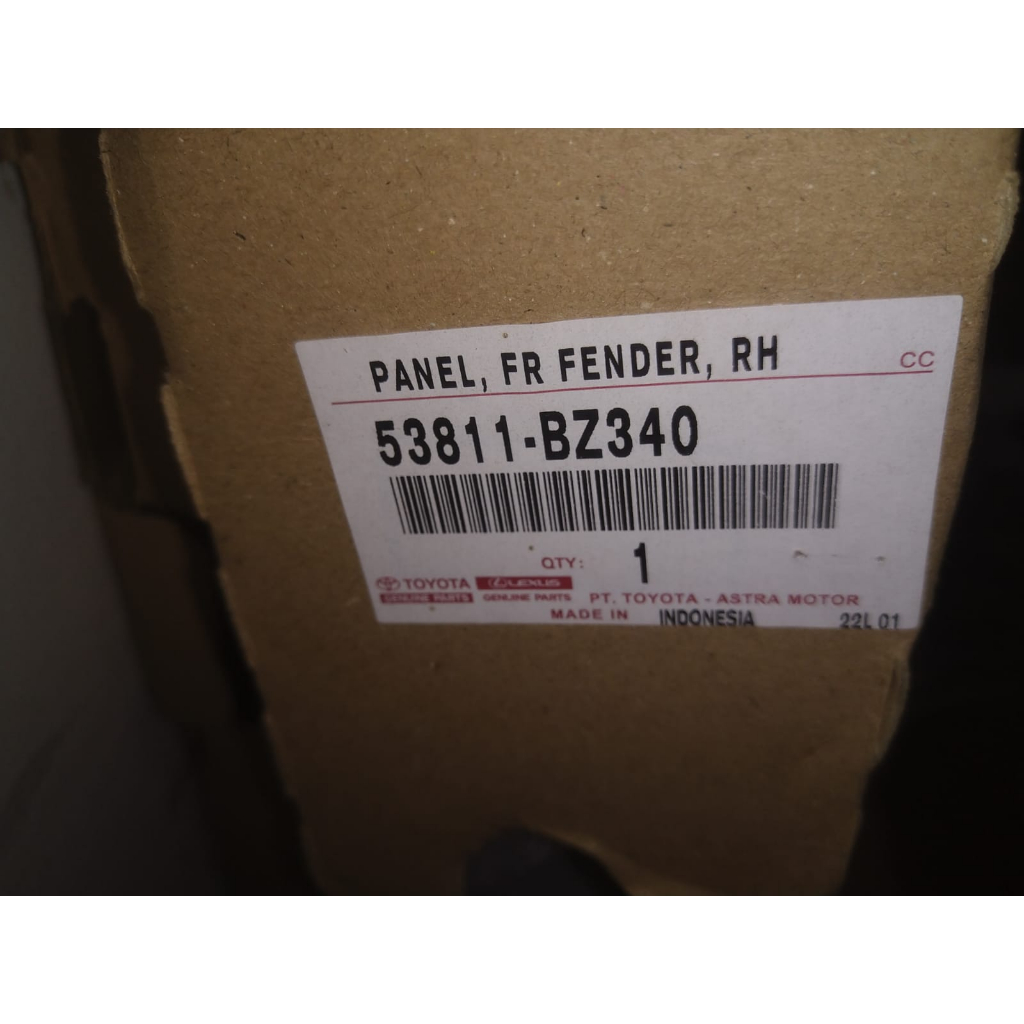 PANEL, FR FENDER, RH CC
53811-BZ340
QTY: 1
TOYOTA LEXUS
GENUINE PARTS GENUINE PARTS PT. TOYOTA - ASTRA MOTOR
MADE IN INDONESIA 22L 01